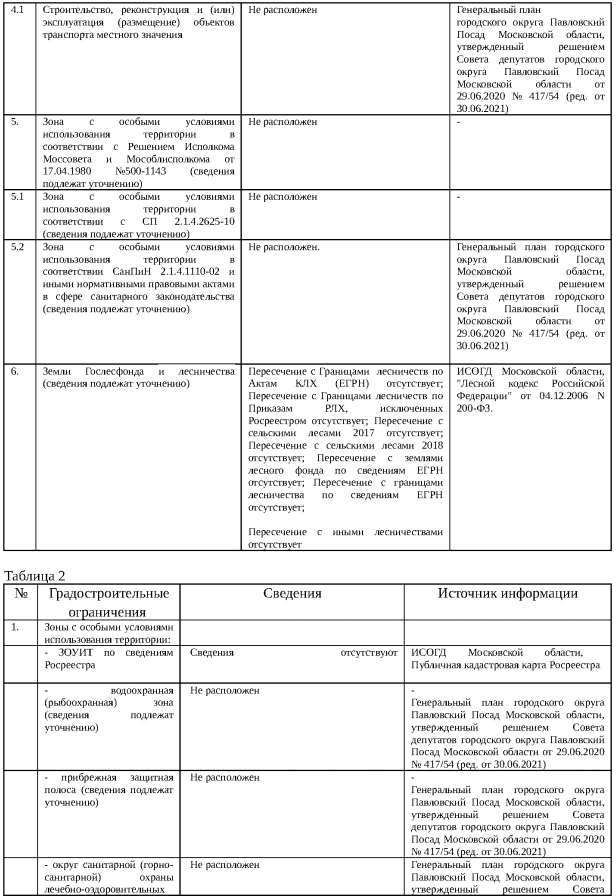 4.1
Строительство, реконструкция и (или)
эксплуатация (размещение) объектов
транспорта местного значения
Не расположен
Генеральный план
городского округа Павловский
Посад Московской области,
утвержденный решением
Совета депутатов городского
округа Павловский Посад
Московской области от
29.06.2020 № 417/54 (ред. от
30.06.2021)
5.
Зона с особыми условиями
использования территории в
соответствии с Решением Исполкома
Моссовета и Мособлисполкома от
17.04.1980 №500-1143 (сведения
подлежат уточнению)
Не расположен
-
5.1
Зона с особыми условиями
использования территории в
соответствии с СП 2.1.4.2625-10
(сведения подлежат уточнению)
Не расположен
-
5.2
Зона с особыми условиями
использования территории в
соответствии СанПиН 2.1.4.1110-02 и
иными нормативными правовыми актами
в сфере санитарного законодательства
(сведения подлежат уточнению)
Не расположен.
Генеральный план городского
округа Павловский Посад
Московской области,
утвержденный решением
Совета депутатов городского
округа Павловский Посад
Московской области от
29.06.2020 № 417/54 (ред. от
30.06.2021)
6.
Земли Гослесфонда и лесничества
(сведения подлежат уточнению)
Пересечение с Границами лесничеств по
Актам КЛХ (ЕГРН) отсутствует;
Пересечение с Границами лесничеств по
Приказам РЛХ, исключенных
Росреестром отсутствует; Пересечение с
сельскими лесами 2017 отсутствует;
Пересечение с сельскими лесами 2018
отсутствует; Пересечение с землями
лесного фонда по сведениям ЕГРН
отсутствует; Пересечение с границами
лесничества по сведениям ЕГРН
отсутствует;
Пересечение с иными лесничествами
отсутствует
ИСОГД Московской области,
"Лесной кодекс Российской
Федерации" от 04.12.2006 N
200-ФЗ.
Таблица 2
№
Градостроительные
ограничения
Сведения
Источник информации
1.
Зоны с особыми условиями
использования территории:
- ЗОУИТ по сведениям
Росреестра
Сведения отсутствуют
ИСОГД Московской области,
Публичная кадастровая карта Росреестра
- водоохранная
(рыбоохранная) зона
(сведения подлежат
уточнению)
Не расположен
-
Генеральный план городского округа
Павловский Посад Московской области,
утвержденный решением Совета
депутатов городского округа Павловский
Посад Московской области от 29.06.2020
№ 417/54 (ред. от 30.06.2021)
- прибрежная защитная
полоса (сведения подлежат
уточнению)
Не расположен
-
Генеральный план городского округа
Павловский Посад Московской области,
утвержденный решением Совета
депутатов городского округа Павловский
Посад Московской области от 29.06.2020
№ 417/54 (ред. от 30.06.2021)
- округ санитарной (горно-
санитарной) охраны
лечебно-оздоровительных
Не расположен
Генеральный план городского округа
Павловский Посад Московской области,
утвержденный решением Совета